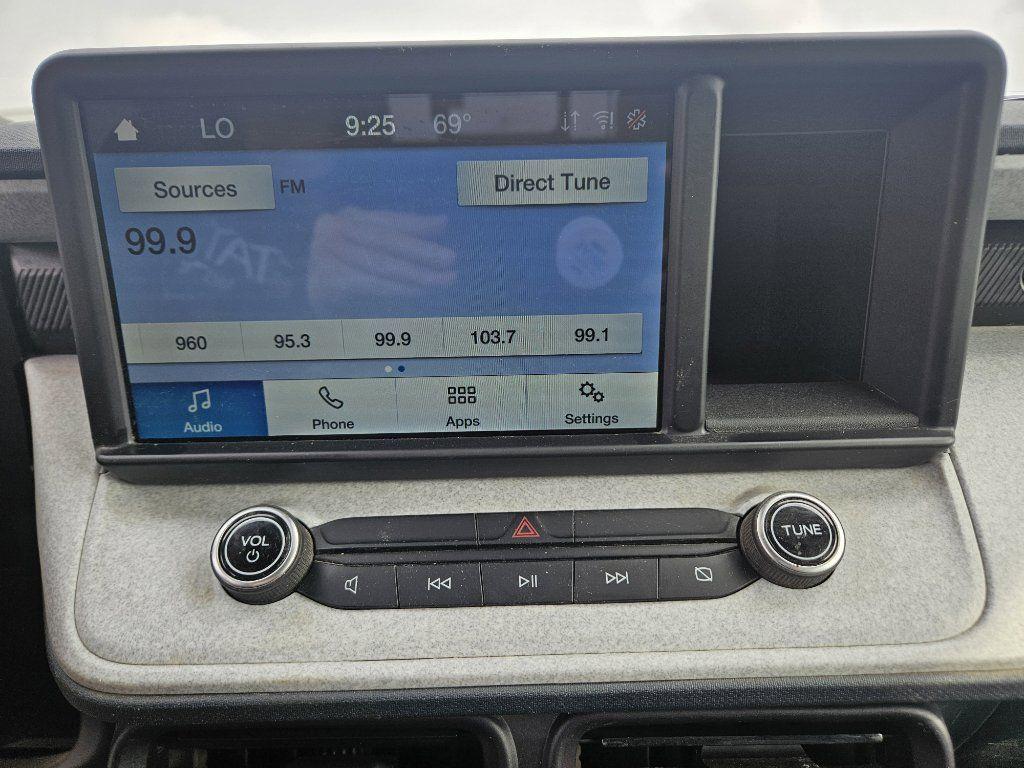 LO 9:25 69°
Sources FM Direct Tune
99.9
960 95.3 99.9 103.7 99.1
Audio Phone Apps Settings
VOL
TUNE